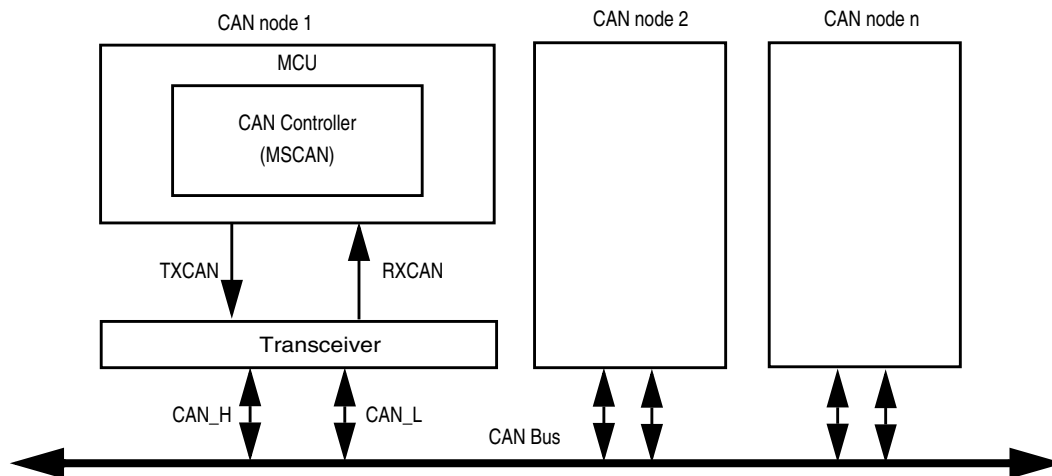 CAN node 1
CAN node 2
CAN node n
MCU
CAN Controller
(MSCAN)
TXCAN
RXCAN
Transceiver
CAN_H
CAN_L
CAN Bus